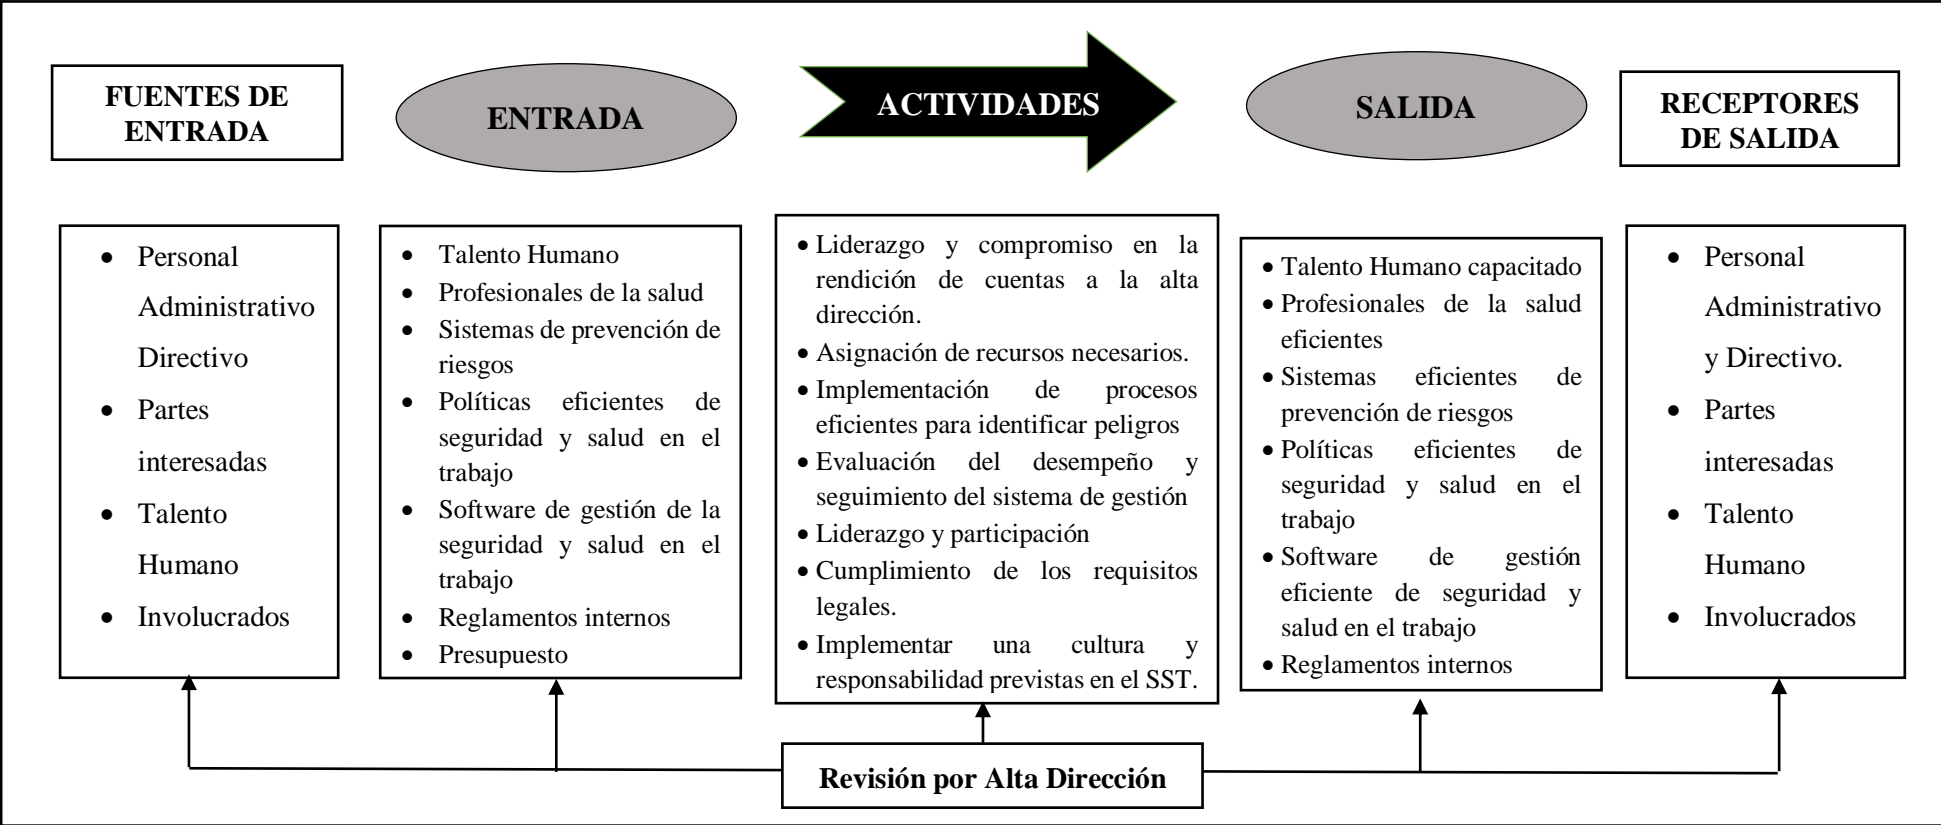 FUENTES DE
ENTRADA
ENTRADA
ACTIVIDADES
SALIDA
RECEPTORES
DE SALIDA
• Personal
Administrativo
Directivo
• Partes
interesadas
• Talento
Humano
• Involucrados
• Talento Humano
• Profesionales de la salud
• Sistemas de prevención de
riesgos
• Políticas eficientes de
seguridad y salud en el
trabajo
• Software de gestión de la
seguridad y salud en el
trabajo
• Reglamentos internos
• Presupuesto
• Liderazgo y compromiso en la
rendición de cuentas a la alta
dirección.
• Asignación de recursos necesarios.
• Implementación de procesos
eficientes para identificar peligros
• Evaluación del desempeño y
seguimiento del sistema de gestión
• Liderazgo y participación
• Cumplimiento de los requisitos
legales.
• Implementar una cultura y
responsabilidad previstas en el SST.
• Talento Humano capacitado
• Profesionales de la salud
eficientes
• Sistemas eficientes de
prevención de riesgos
• Políticas eficientes de
seguridad y salud en el
trabajo
• Software de gestión
eficiente de seguridad y
salud en el trabajo
• Reglamentos internos
• Personal
Administrativo
y Directivo.
• Partes
interesadas
• Talento
Humano
• Involucrados
Revisión por Alta Dirección